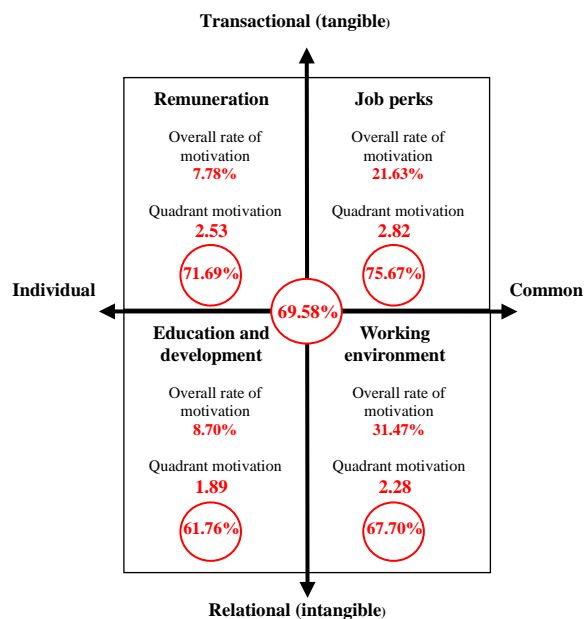 Transactional (tangible)
Remuneration
Overall rate of
motivation
7.78%
Quadrant motivation
2.53
71.69%
Job perks
Overall rate of
motivation
21.63%
Quadrant motivation
2.82
75.67%
Individual
69.58%
Common
Education and
development
Overall rate of
motivation
8.70%
Quadrant motivation
1.89
61.76%
Working
environment
Overall rate of
motivation
31.47%
Quadrant motivation
2.28
67.70%
Relational (intangible)